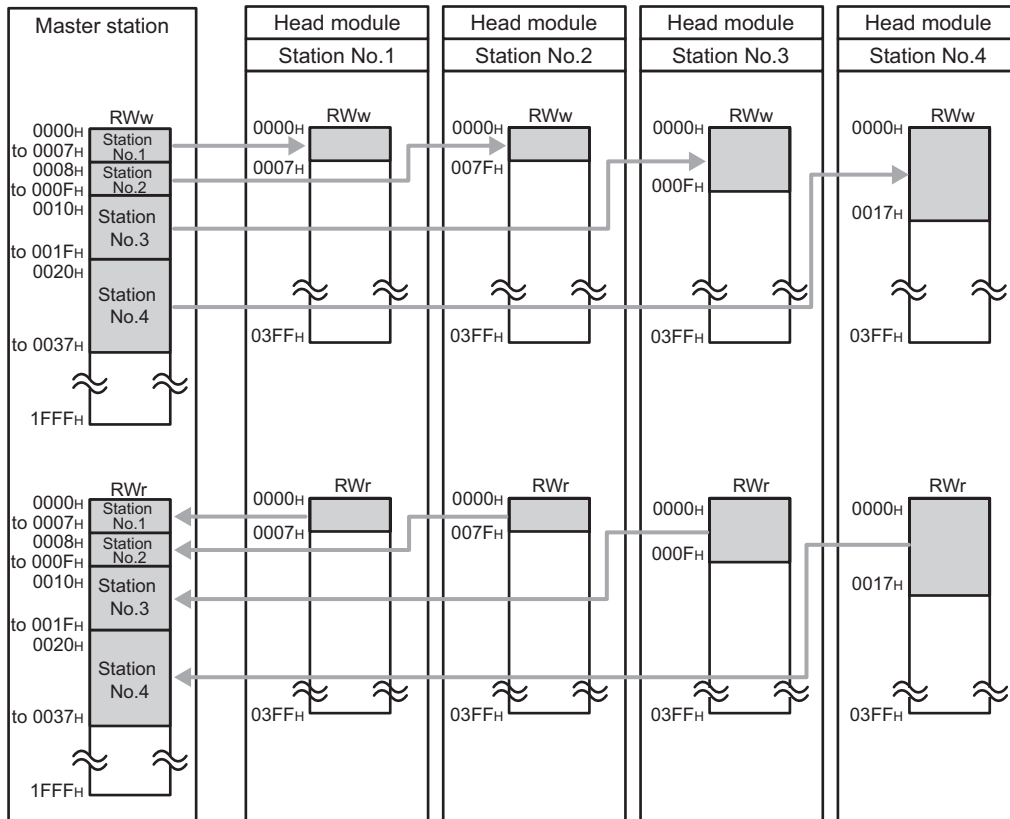 Master station
Head module
Station No.1
Head module
Station No.2
Head module
Station No.3
Head module
Station No.4
RWw
0000H
to 0007H
Station
No.1
0008H
to 000FH
Station
No.2
0010H
to 001FH
Station
No.3
0020H
to 0037H
Station
No.4
1FFFH
RWw
0000H
0007H
03FFH
RWw
0000H
007FH
03FFH
RWw
0000H
000FH
03FFH
RWw
0000H
0017H
03FFH
RWr
0000H
to 0007H
Station
No.1
0008H
to 000FH
Station
No.2
0010H
to 001FH
Station
No.3
0020H
to 0037H
Station
No.4
1FFFH
RWr
0000H
0007H
03FFH
RWr
0000H
007FH
03FFH
RWr
0000H
000FH
03FFH
RWr
0000H
0017H
03FFH